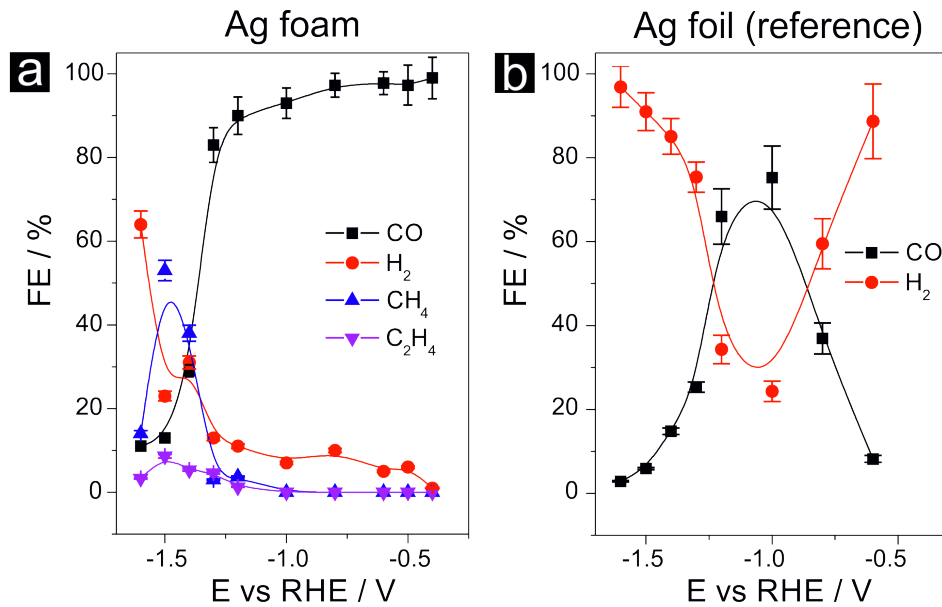 Ag foam
a
100
80
60
40
20
0
FE / %
CO
H₂
CH₄
C₂H₄
-1.5
-1.0
-0.5
E vs RHE / V
Ag foil (reference)
b
100
80
60
40
20
0
FE / %
CO
H₂
-1.5
-1.0
-0.5
E vs RHE / V